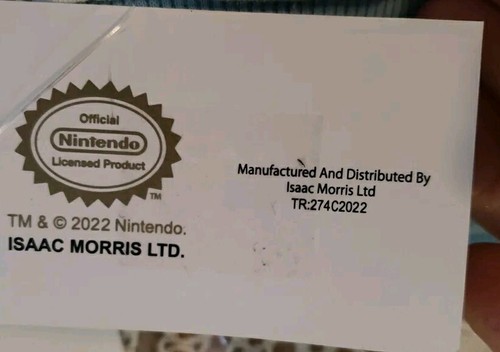 Official
Nintendo
Licensed Product
TM
TM & © 2022 Nintendo.
ISAAC MORRIS LTD.
Manufactured And Distributed By
Isaac Morris Ltd
TR:274C2022